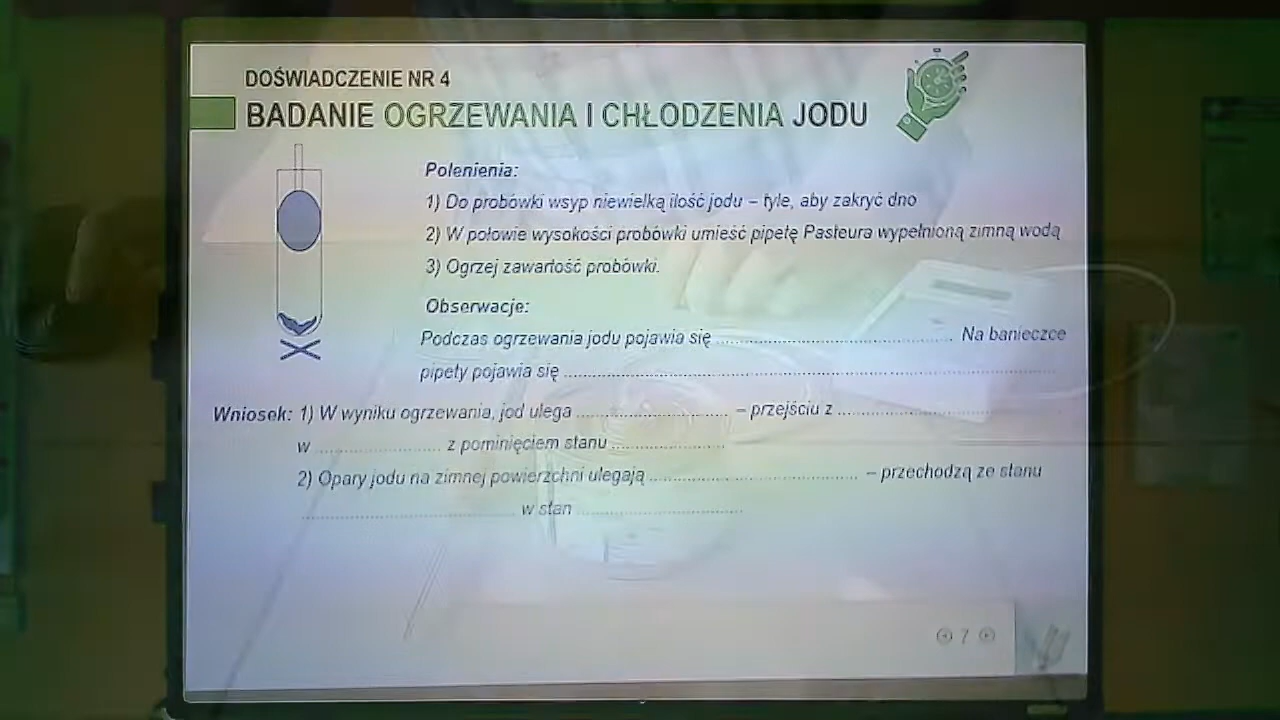 DOŚWIADCZENIE NR 4
BADANIE OGRZEWANIA I CHŁODZENIA JODU
Polenienia:
1) Do probówki wsyp niewielką ilość jodu – tyle, aby zakryć dno
2) W połowie wysokości probówki umieść pipetę Pasteura wypełnioną zimną wodą
3) Ogrzej zawartość probówki.
Obserwacje:
Podczas ogrzewania jodu pojawia się .................................................. Na banieczce
pipety pojawia się ....................................................................................................
Wniosek: 1) W wyniku ogrzewania, jod ulega ................................ – przejściu z ................................
w .......................... z pominięciem stanu ........................
2) Opary jodu na zimnej powierzchni ulegają ............................................ – przechodzą ze stanu
.............................................. w stan ...................................
7